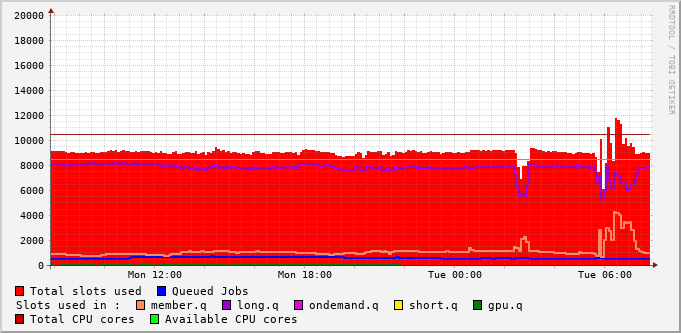 RRDTOOL / TOBI OETIKER
20000
18000
16000
14000
12000
10000
8000
6000
4000
2000
0
Mon 12:00 Mon 18:00 Tue 00:00 Tue 06:00
Total slots used Queued Jobs
Slots used in : member.q long.q ondemand.q short.q gpu.q
Total CPU cores Available CPU cores